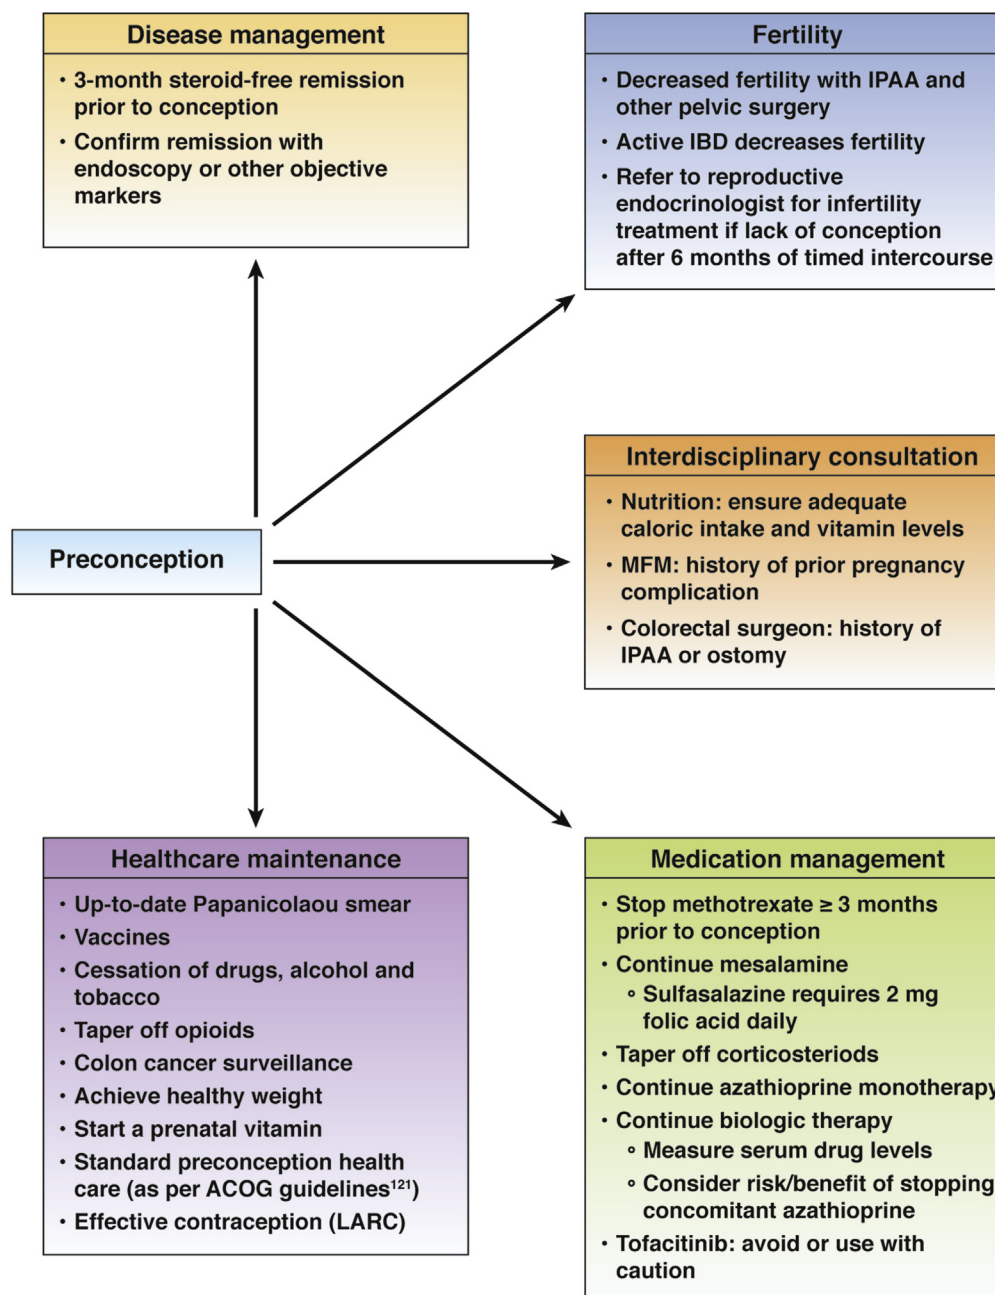 Disease management
• 3-month steroid-free remission
prior to conception
• Confirm remission with
endoscopy or other objective
markers
Fertility
• Decreased fertility with IPAA and
other pelvic surgery
• Active IBD decreases fertility
• Refer to reproductive
endocrinologist for infertility
treatment if lack of conception
after 6 months of timed intercourse
Preconception
Interdisciplinary consultation
• Nutrition: ensure adequate
caloric intake and vitamin levels
• MFM: history of prior pregnancy
complication
• Colorectal surgeon: history of
IPAA or ostomy
Healthcare maintenance
• Up-to-date Papanicolaou smear
• Vaccines
• Cessation of drugs, alcohol and
tobacco
• Taper off opioids
• Colon cancer surveillance
• Achieve healthy weight
• Start a prenatal vitamin
• Standard preconception health
care (as per ACOG guidelines¹²¹)
• Effective contraception (LARC)
Medication management
• Stop methotrexate ≥ 3 months
prior to conception
• Continue mesalamine
° Sulfasalazine requires 2 mg
folic acid daily
• Taper off corticosteriods
• Continue azathioprine monotherapy
• Continue biologic therapy
° Measure serum drug levels
° Consider risk/benefit of stopping
concomitant azathioprine
• Tofacitinib: avoid or use with
caution